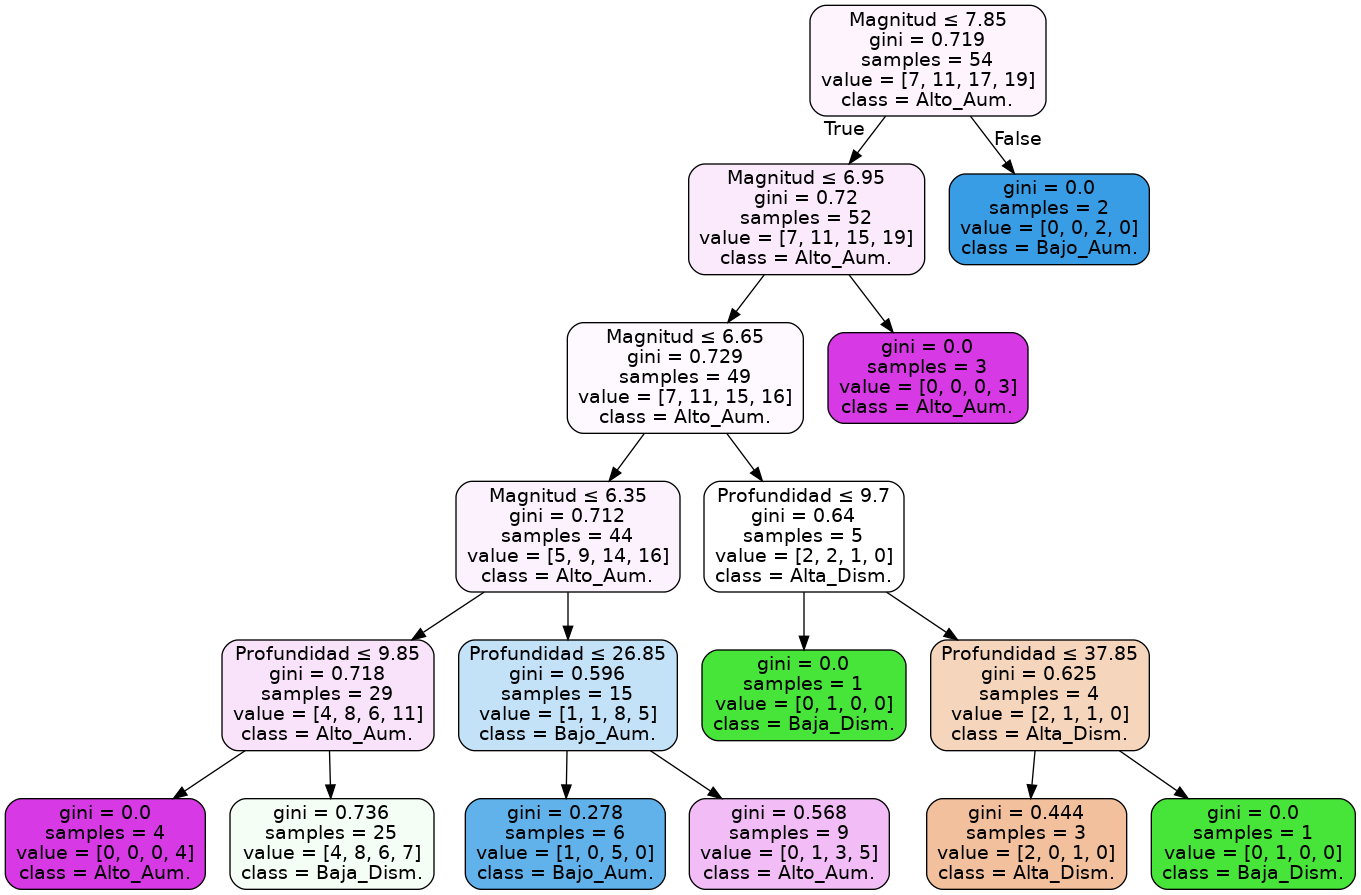 Magnitud ≤ 7.85
gini = 0.719
samples = 54
value = [7, 11, 17, 19]
class = Alto_Aum.
True
False
Magnitud ≤ 6.95
gini = 0.72
samples = 52
value = [7, 11, 15, 19]
class = Alto_Aum.
gini = 0.0
samples = 2
value = [0, 0, 2, 0]
class = Bajo_Aum.
Magnitud ≤ 6.65
gini = 0.729
samples = 49
value = [7, 11, 15, 16]
class = Alto_Aum.
gini = 0.0
samples = 3
value = [0, 0, 0, 3]
class = Alto_Aum.
Magnitud ≤ 6.35
gini = 0.712
samples = 44
value = [5, 9, 14, 16]
class = Alto_Aum.
Profundidad ≤ 9.7
gini = 0.64
samples = 5
value = [2, 2, 1, 0]
class = Alta_Dism.
Profundidad ≤ 9.85
gini = 0.718
samples = 29
value = [4, 8, 6, 11]
class = Alto_Aum.
Profundidad ≤ 26.85
gini = 0.596
samples = 15
value = [1, 1, 8, 5]
class = Bajo_Aum.
gini = 0.0
samples = 1
value = [0, 1, 0, 0]
class = Baja_Dism.
Profundidad ≤ 37.85
gini = 0.625
samples = 4
value = [2, 1, 1, 0]
class = Alta_Dism.
gini = 0.0
samples = 4
value = [0, 0, 0, 4]
class = Alto_Aum.
gini = 0.736
samples = 25
value = [4, 8, 6, 7]
class = Baja_Dism.
gini = 0.278
samples = 6
value = [1, 0, 5, 0]
class = Bajo_Aum.
gini = 0.568
samples = 9
value = [0, 1, 3, 5]
class = Alto_Aum.
gini = 0.444
samples = 3
value = [2, 0, 1, 0]
class = Alta_Dism.
gini = 0.0
samples = 1
value = [0, 1, 0, 0]
class = Baja_Dism.